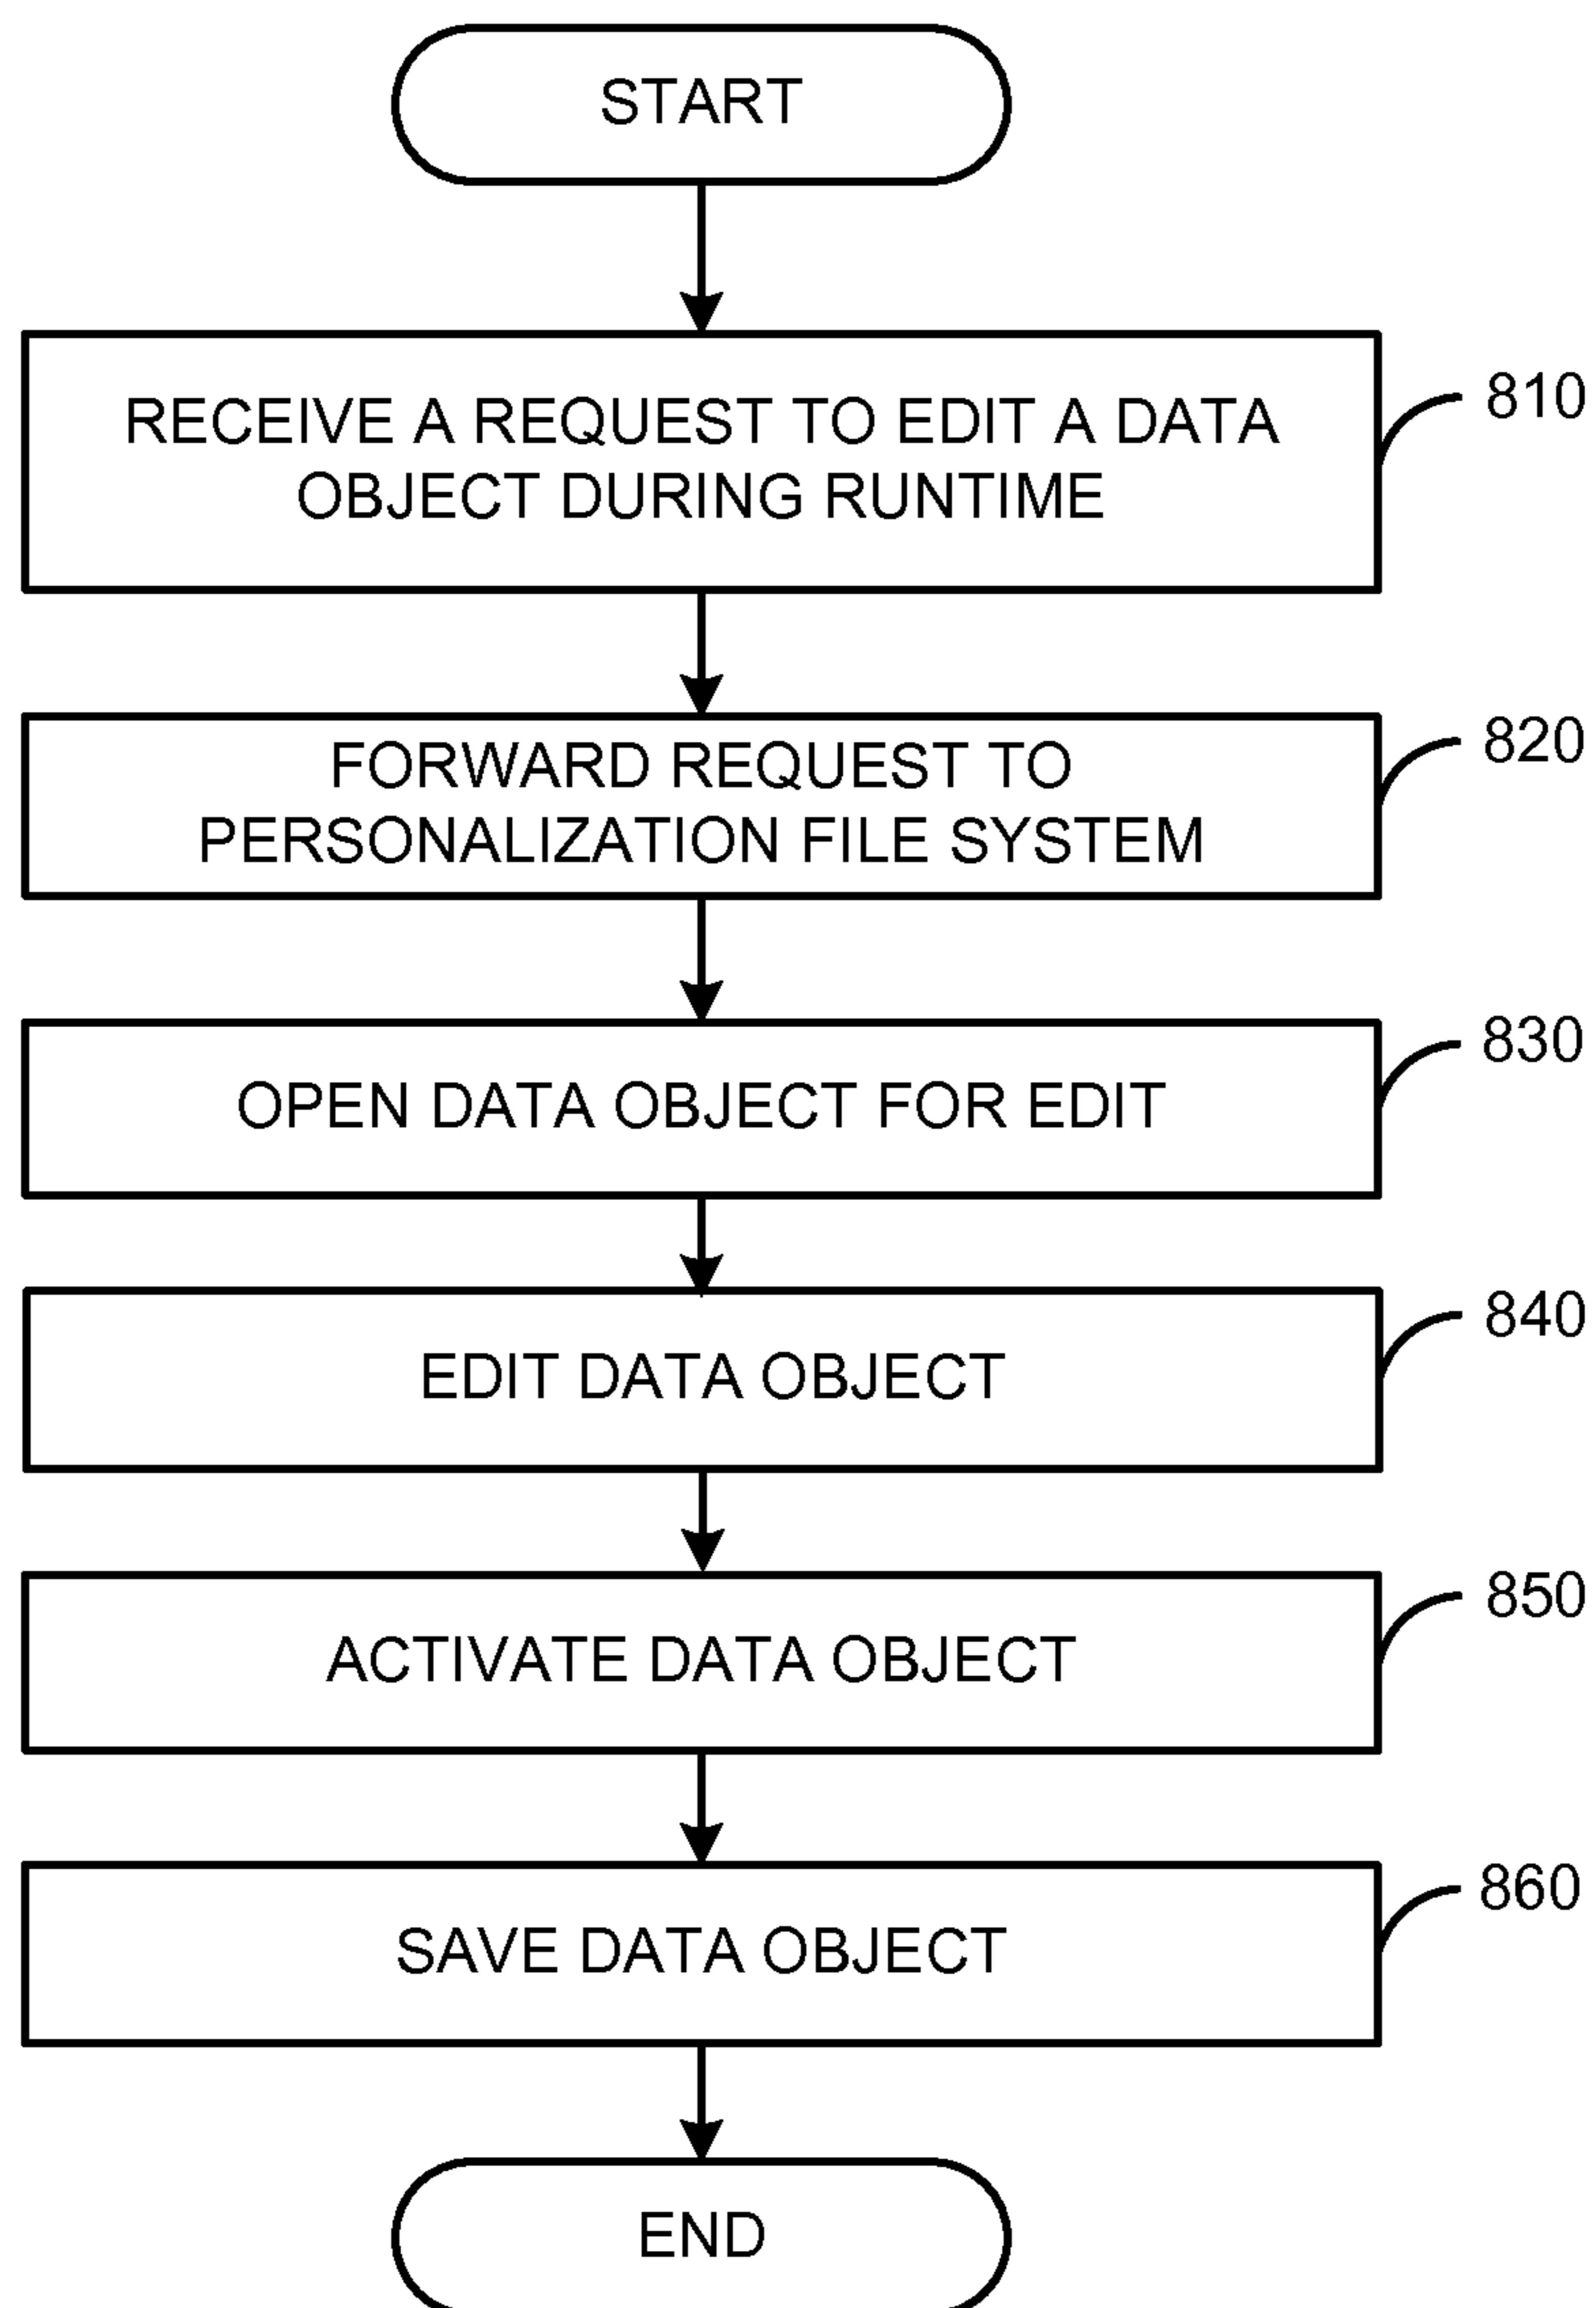 START
RECEIVE A REQUEST TO EDIT A DATA
OBJECT DURING RUNTIME
810
FORWARD REQUEST TO
PERSONALIZATION FILE SYSTEM
820
OPEN DATA OBJECT FOR EDIT
830
EDIT DATA OBJECT
840
ACTIVATE DATA OBJECT
850
SAVE DATA OBJECT
860
END